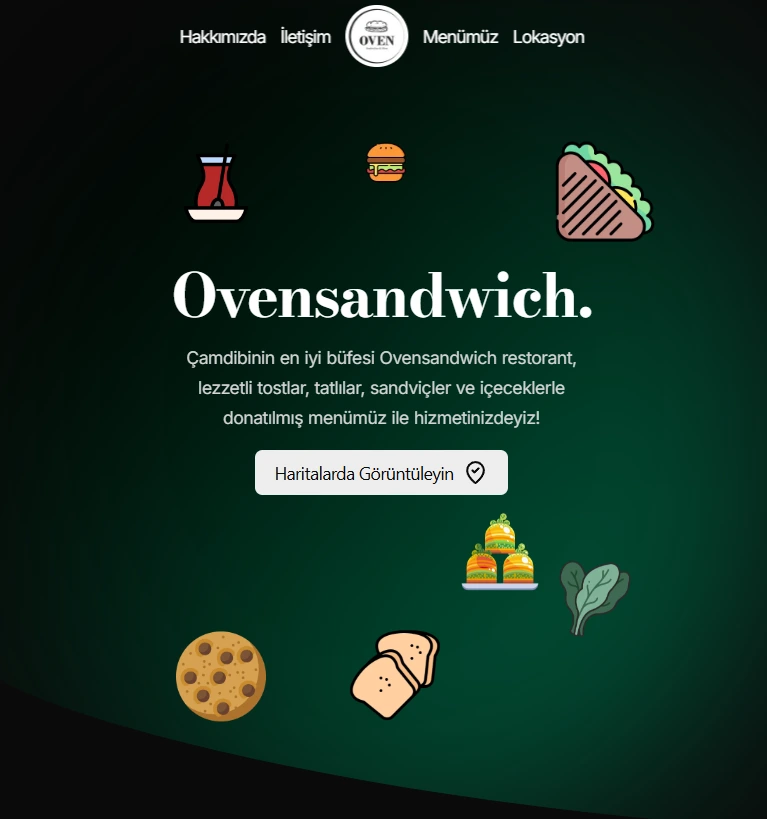 Hakkımızda İletişim OVEN Menümüz Lokasyon
Ovensandwich.
Çamdibinin en iyi büfesi Ovensandwich restorant,
lezzetli tostlar, tatlılar, sandviçler ve içeceklerle
donatılmış menümüz ile hizmetinizdeyiz!
Haritalarda Görüntüleyin